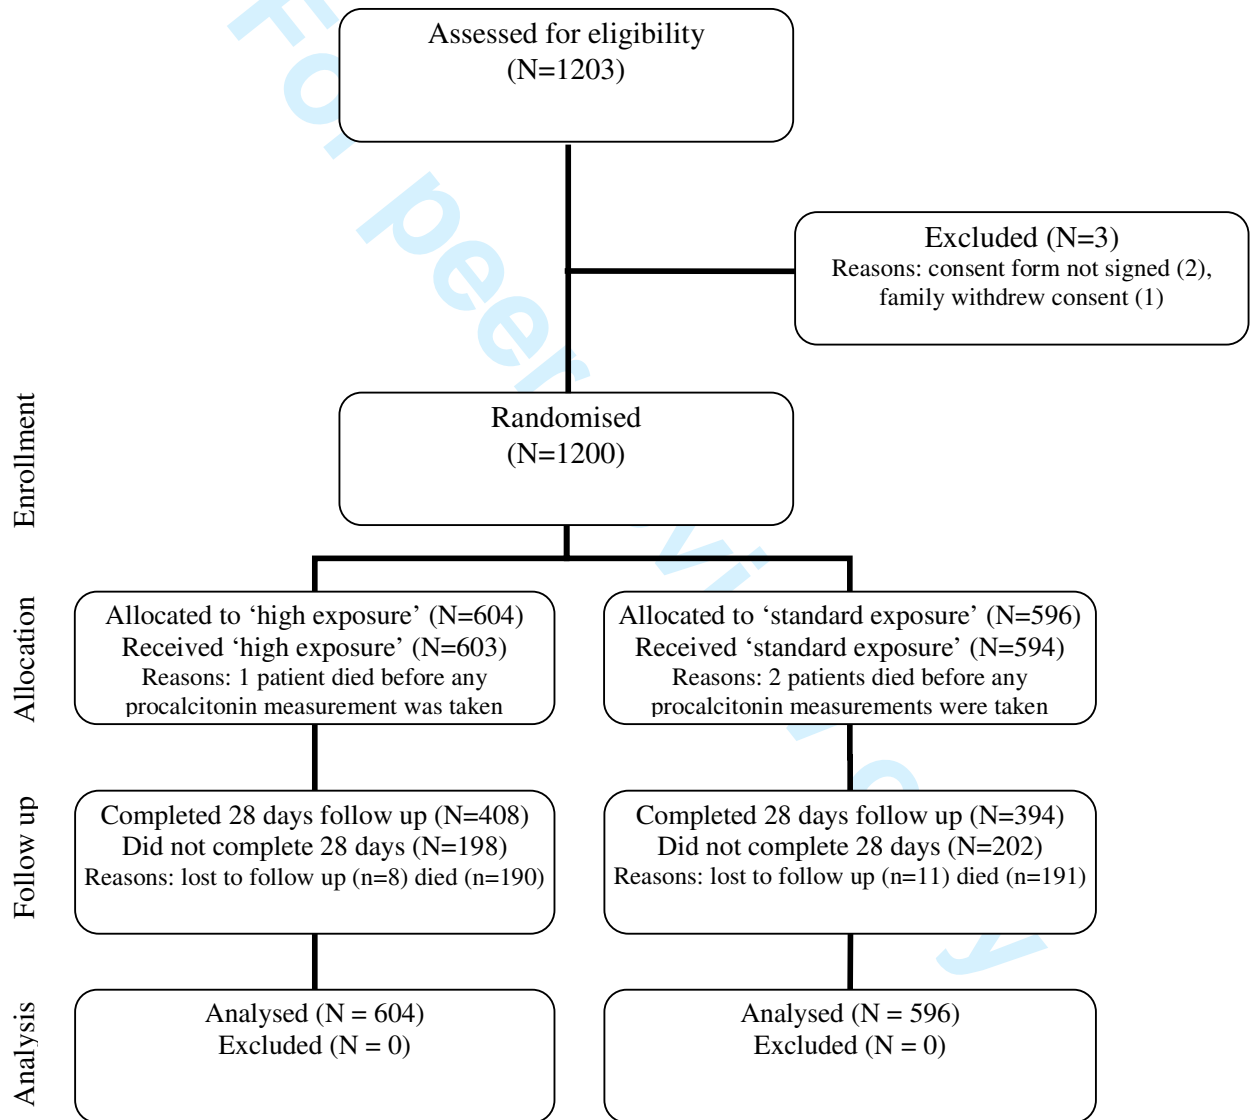 Assessed for eligibility
(N=1203)
Excluded (N=3)
Reasons: consent form not signed (2),
family withdrew consent (1)
Enrollment
Randomised
(N=1200)
Allocation
Allocated to ‘high exposure’ (N=604)
Received ‘high exposure’ (N=603)
Reasons: 1 patient died before any
procalcitonin measurement was taken
Allocated to ‘standard exposure’ (N=596)
Received ‘standard exposure’ (N=594)
Reasons: 2 patients died before any
procalcitonin measurements were taken
Follow up
Completed 28 days follow up (N=408)
Did not complete 28 days (N=198)
Reasons: lost to follow up (n=8) died (n=190)
Completed 28 days follow up (N=394)
Did not complete 28 days (N=202)
Reasons: lost to follow up (n=11) died (n=191)
Analysis
Analysed (N = 604)
Excluded (N = 0)
Analysed (N = 596)
Excluded (N = 0)
For peer